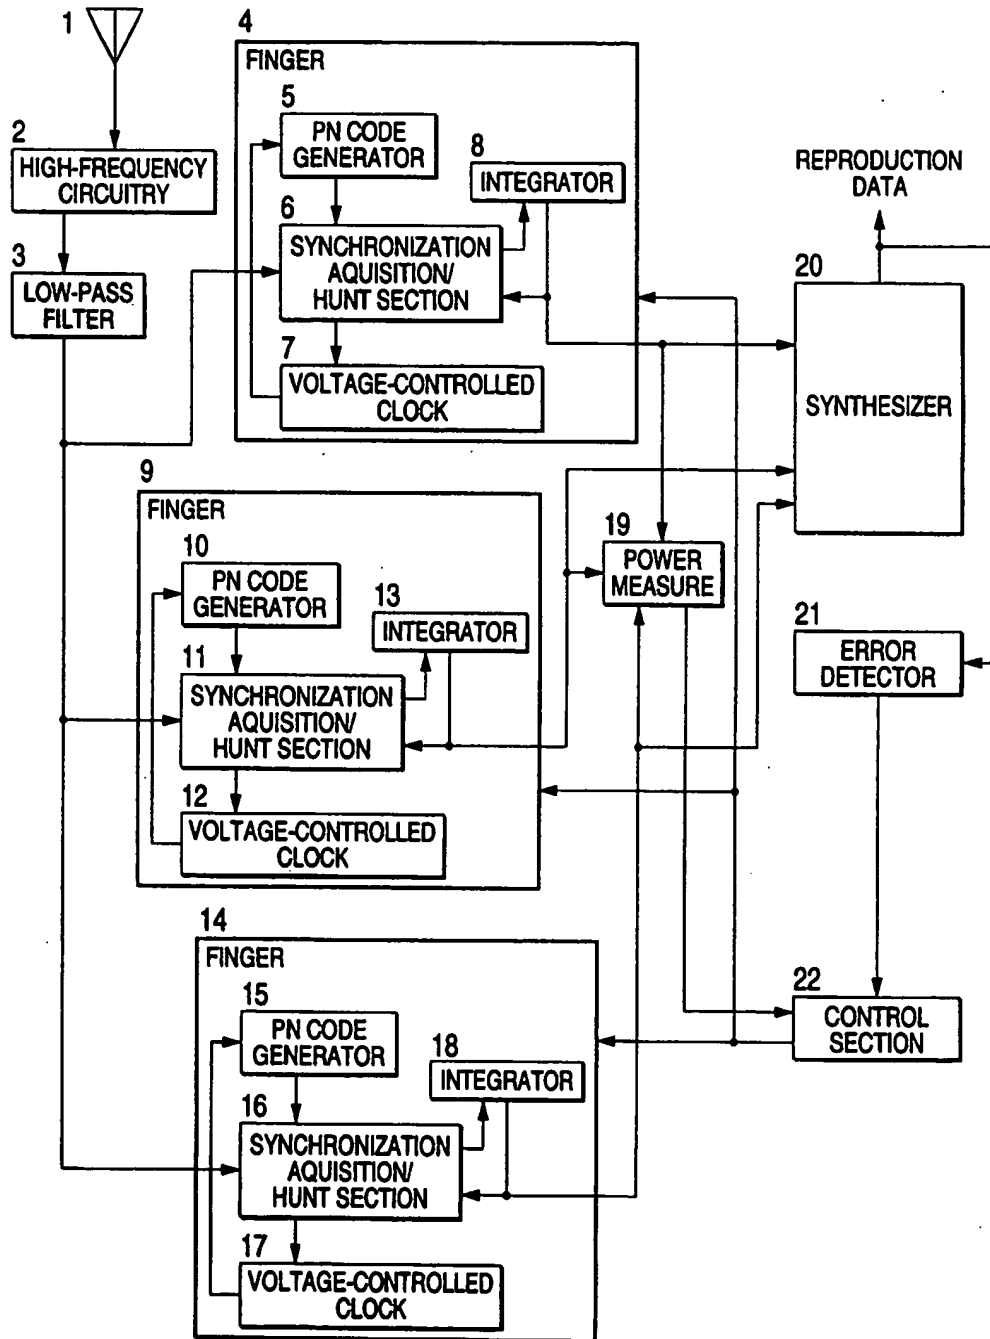 1
2
HIGH-FREQUENCY
CIRCUITRY
3
LOW-PASS
FILTER
4
FINGER
5
PN CODE
GENERATOR
6
SYNCHRONIZATION
AQUISITION/
HUNT SECTION
7
VOLTAGE-CONTROLLED
CLOCK
8
INTEGRATOR
9
FINGER
10
PN CODE
GENERATOR
11
SYNCHRONIZATION
AQUISITION/
HUNT SECTION
12
VOLTAGE-CONTROLLED
CLOCK
13
INTEGRATOR
14
FINGER
15
PN CODE
GENERATOR
16
SYNCHRONIZATION
AQUISITION/
HUNT SECTION
17
VOLTAGE-CONTROLLED
CLOCK
18
INTEGRATOR
19
POWER
MEASURE
REPRODUCTION
DATA
20
SYNTHESIZER
21
ERROR
DETECTOR
22
CONTROL
SECTION